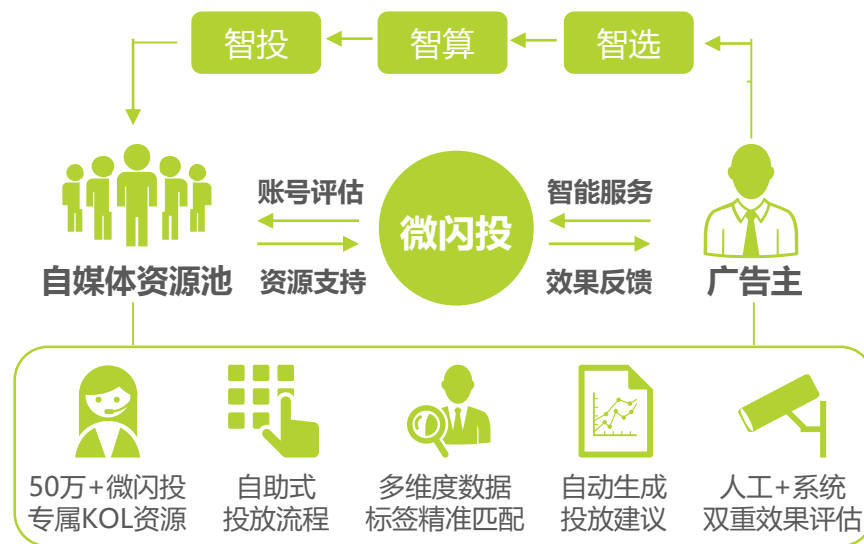 智投
智算
智选
账号评估
智能服务
微闪投
自媒体资源池
资源支持
效果反馈
广告主
50万+微闪投
专属KOL资源
自助式
投放流程
多维度数据
标签精准匹配
自动生成
投放建议
人工+系统
双重效果评估